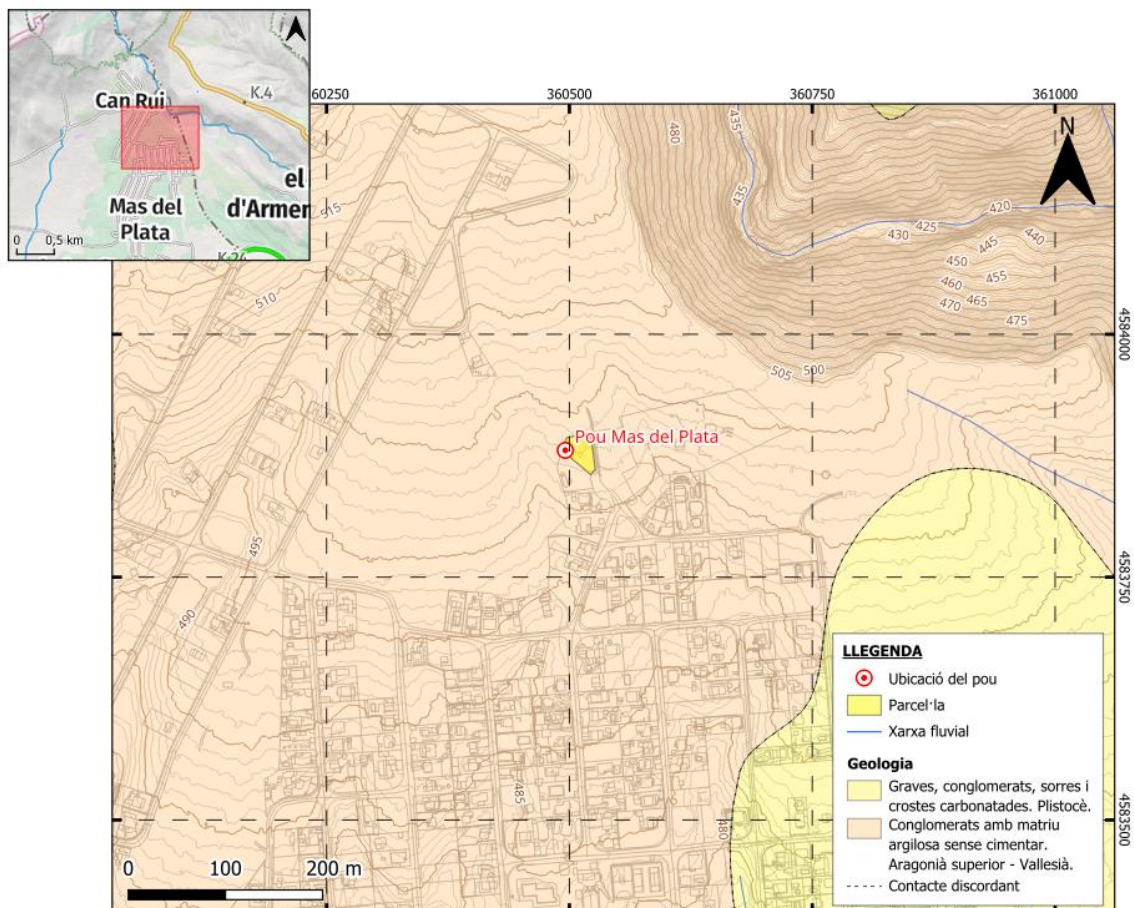 Can Rui
K.4
el
d'Armen
Mas del
Plata
0 0,5 km
K.24
360250
360500
360750
361000
N
480
435
435
420
425
430
445
440
450
455
460
465
470
475
515
510
505
500
4584000
Pou Mas del Plata
495
4583750
490
485
480
4583500
LLEGENDA
Ubicació del pou
Parcel·la
Xarxa fluvial
Geologia
Graves, conglomerats, sorres i
crostes carbonatades. Plistocè.
Conglomerats amb matriu
argilosa sense cimentar.
Aragonià superior - Vallesià.
Contacte discordant
0 100 200 m